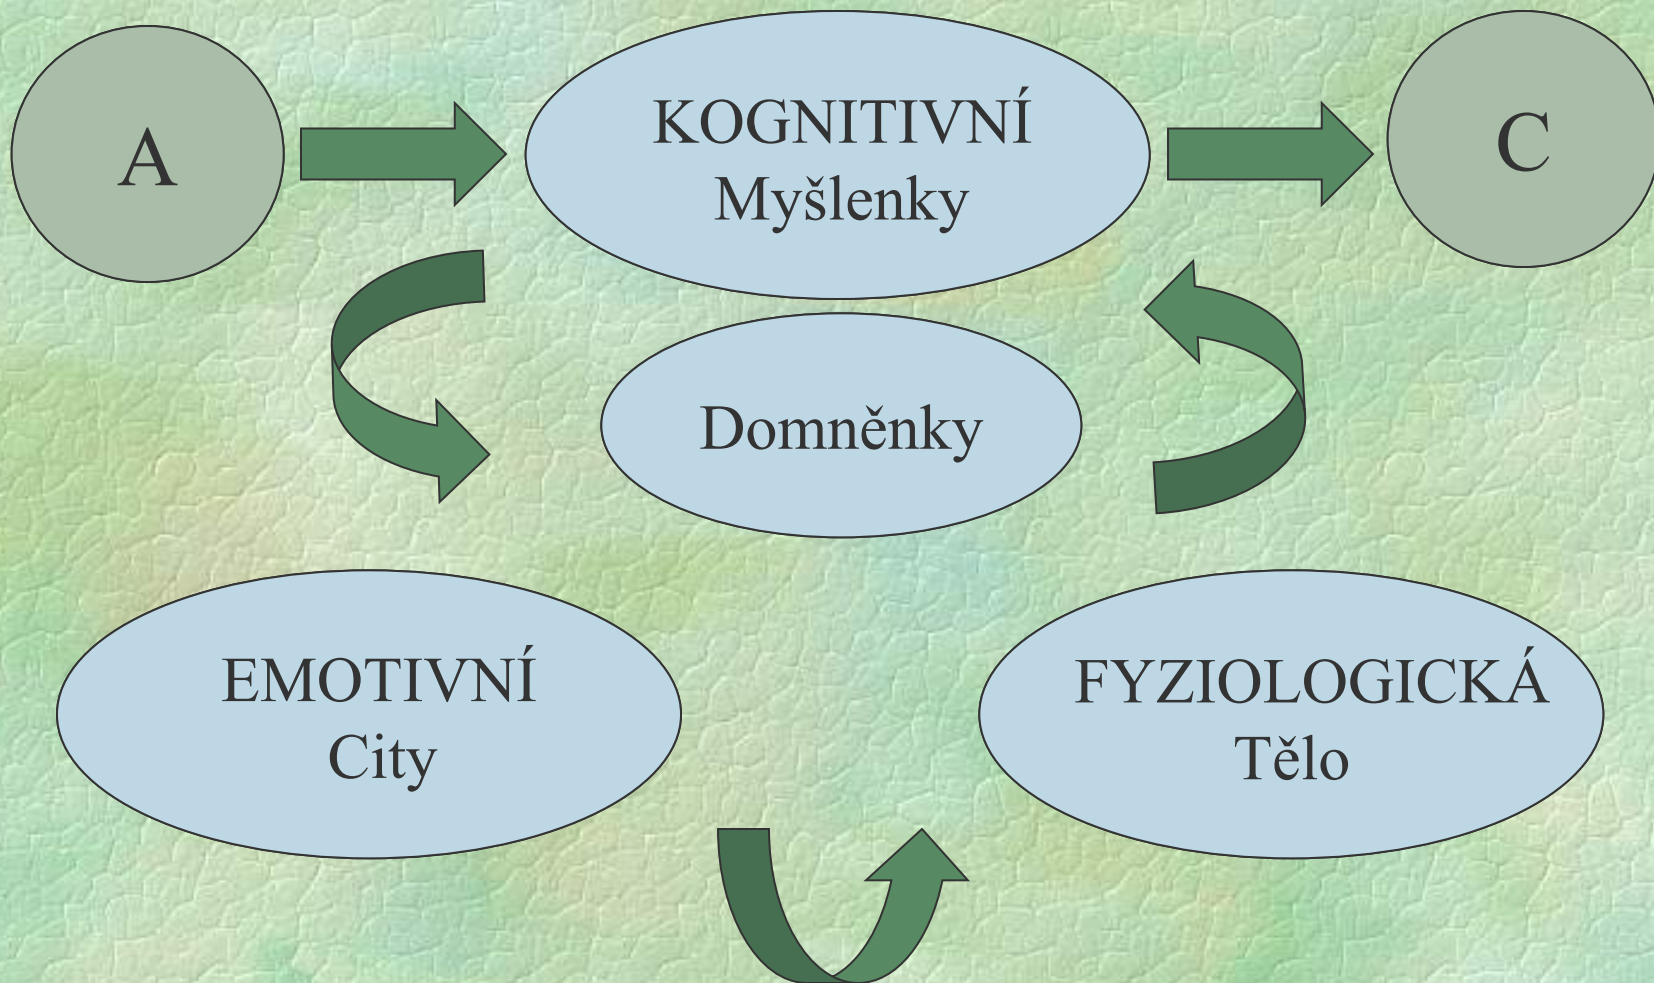 A
KOGNITIVNÍ
Myšlenky
C
Domněnky
EMOTIVNÍ
City
FYZIOLOGICKÁ
Tělo